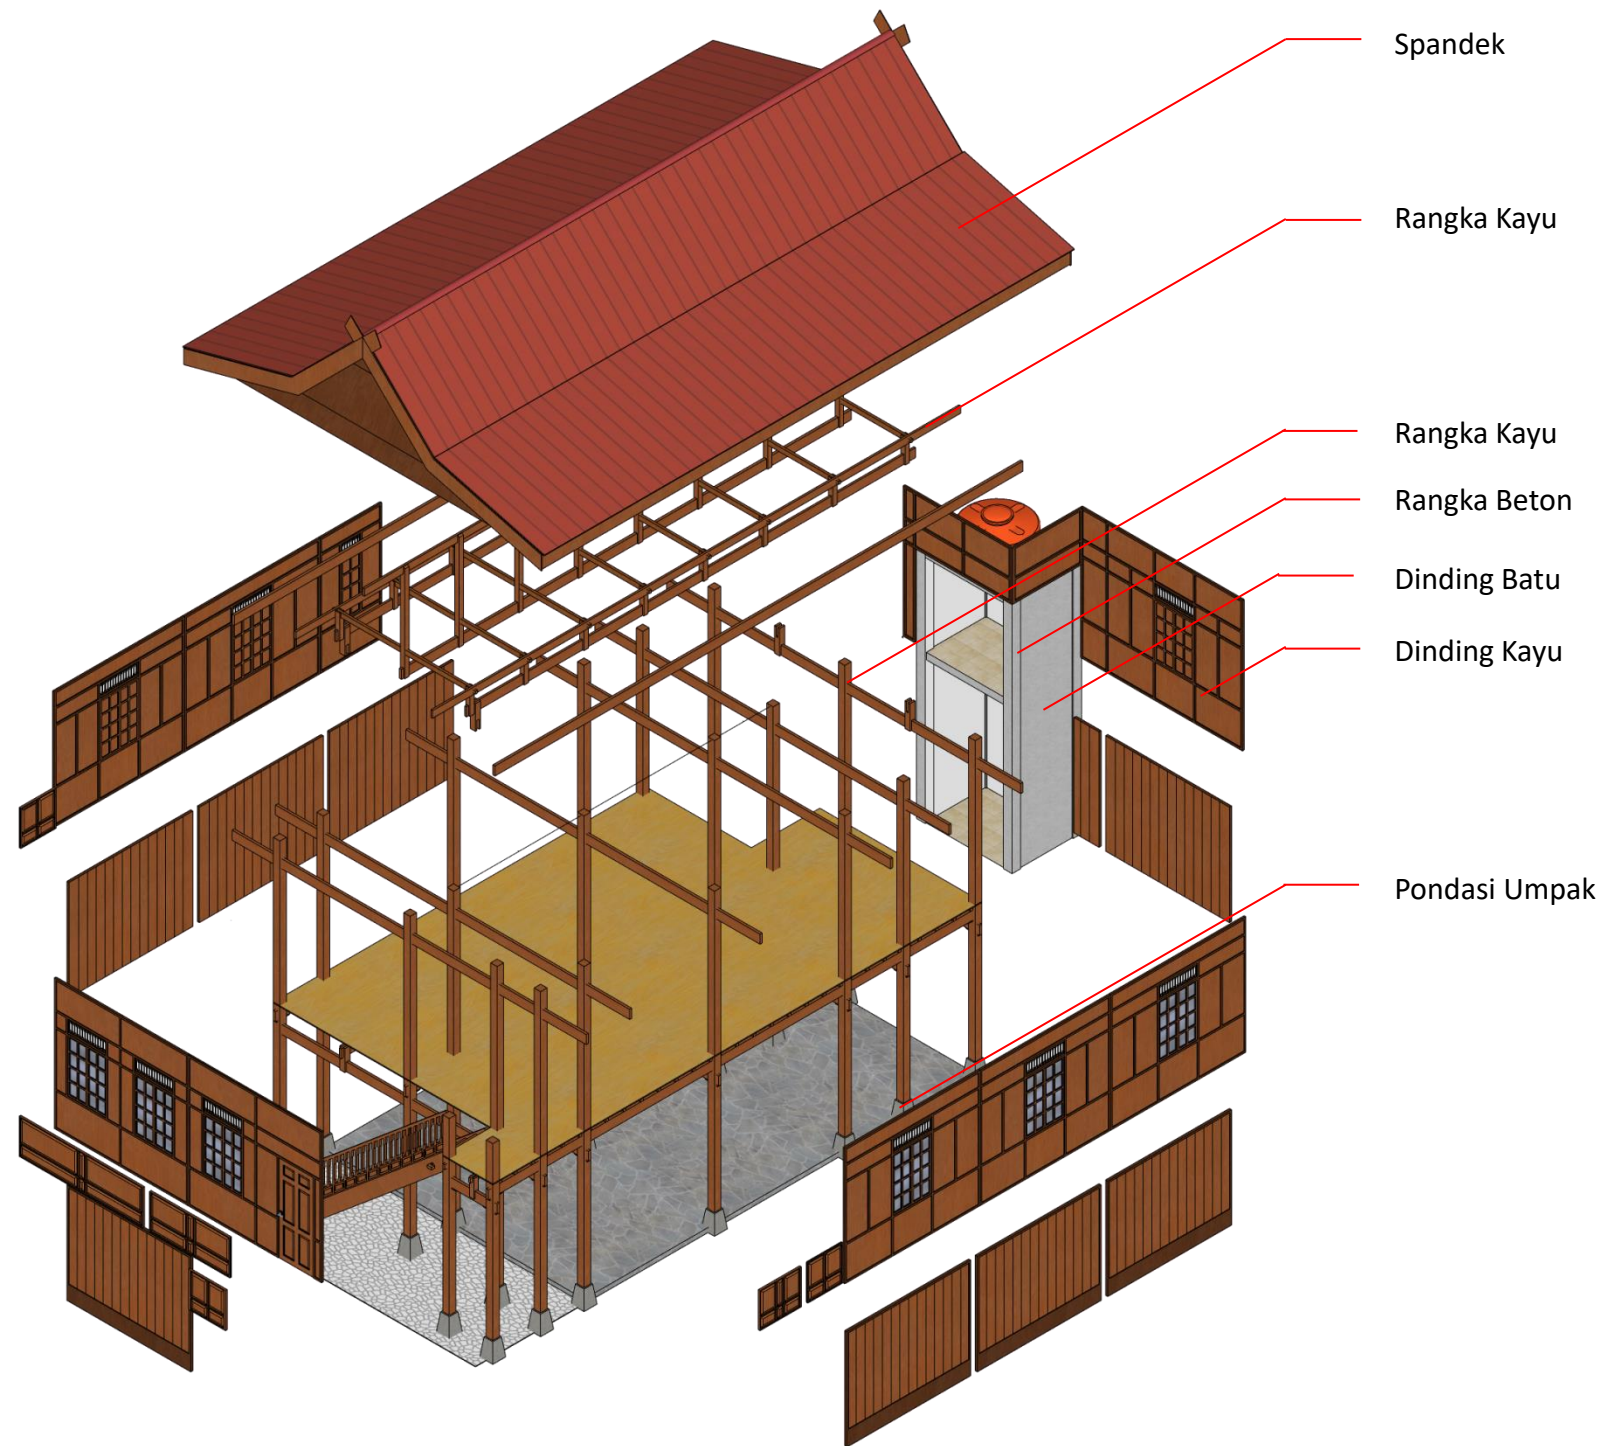 Spandek
Rangka Kayu
Rangka Kayu
Rangka Beton
Dinding Batu
Dinding Kayu
Pondasi Umpak